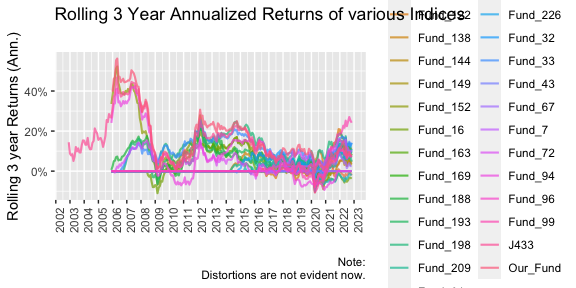 Rolling 3 Year Annualized Returns of various Indices
Rolling 3 year Returns (Ann.)
40%
20%
0%
2002
2003
2004
2005
2006
2007
2008
2009
2010
2011
2012
2013
2014
2015
2016
2017
2018
2019
2020
2021
2022
2023
Note:
Distortions are not evident now.
Fund_138
Fund_144
Fund_149
Fund_152
Fund_16
Fund_163
Fund_169
Fund_188
Fund_193
Fund_198
Fund_209
Fund_226
Fund_32
Fund_33
Fund_43
Fund_67
Fund_7
Fund_72
Fund_94
Fund_96
Fund_99
J433
Our_Fund